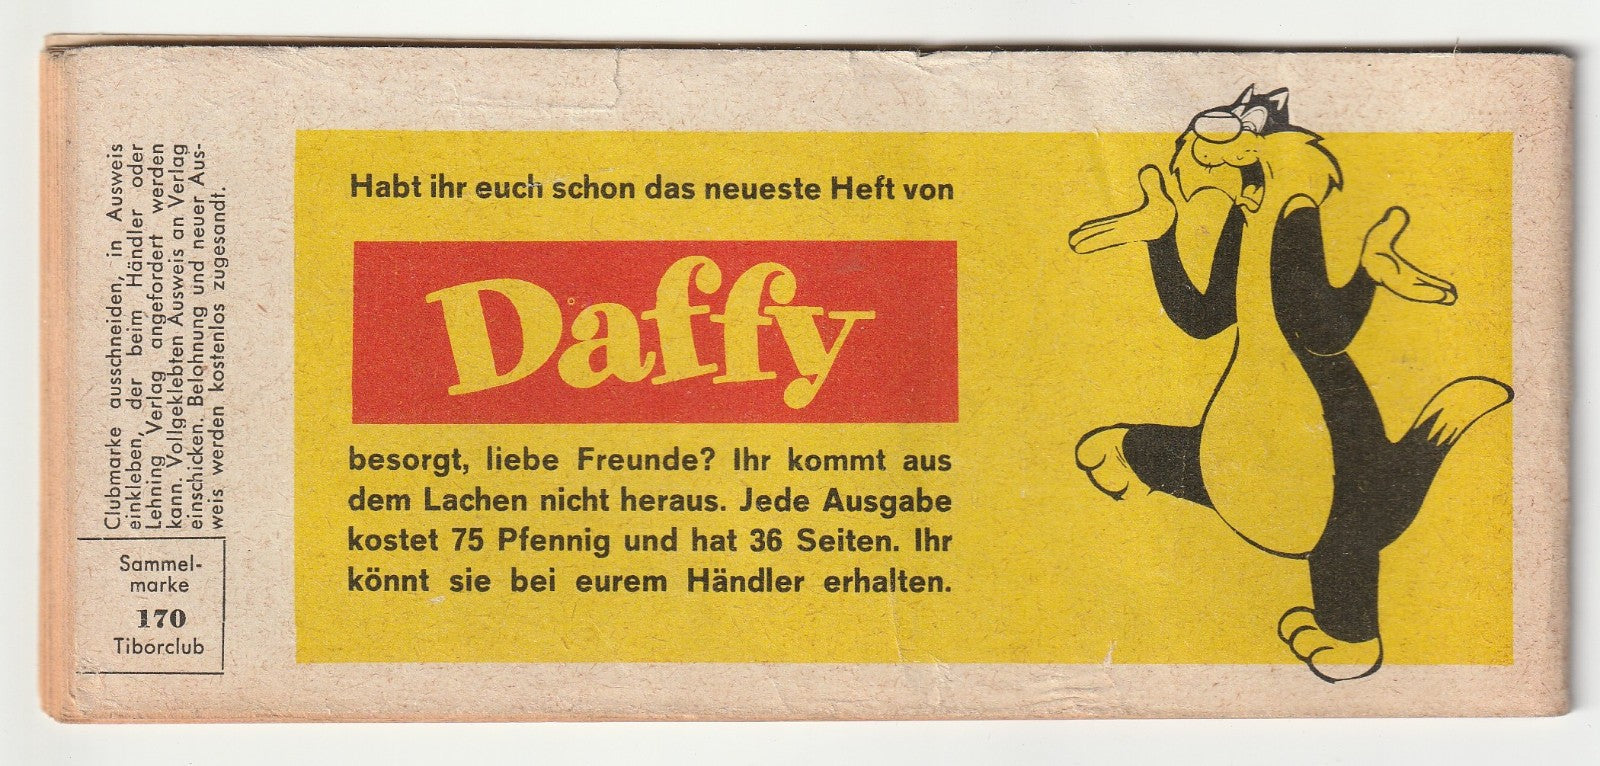 Clubmarke ausschneiden, in Ausweis
einkleben, der beim Händler oder
Lehning Verlag angefordert werden
kann. Vollgeklebten Ausweis an Verlag
einschicken. Belohnung und neuer Aus-
weis werden kostenlos zugesandt.
Sammel-
marke
170
Tiborclub
Habt ihr euch schon das neueste Heft von
Daffy
besorgt, liebe Freunde? Ihr kommt aus
dem Lachen nicht heraus. Jede Ausgabe
kostet 75 Pfennig und hat 36 Seiten. Ihr
könnt sie bei eurem Händler erhalten.